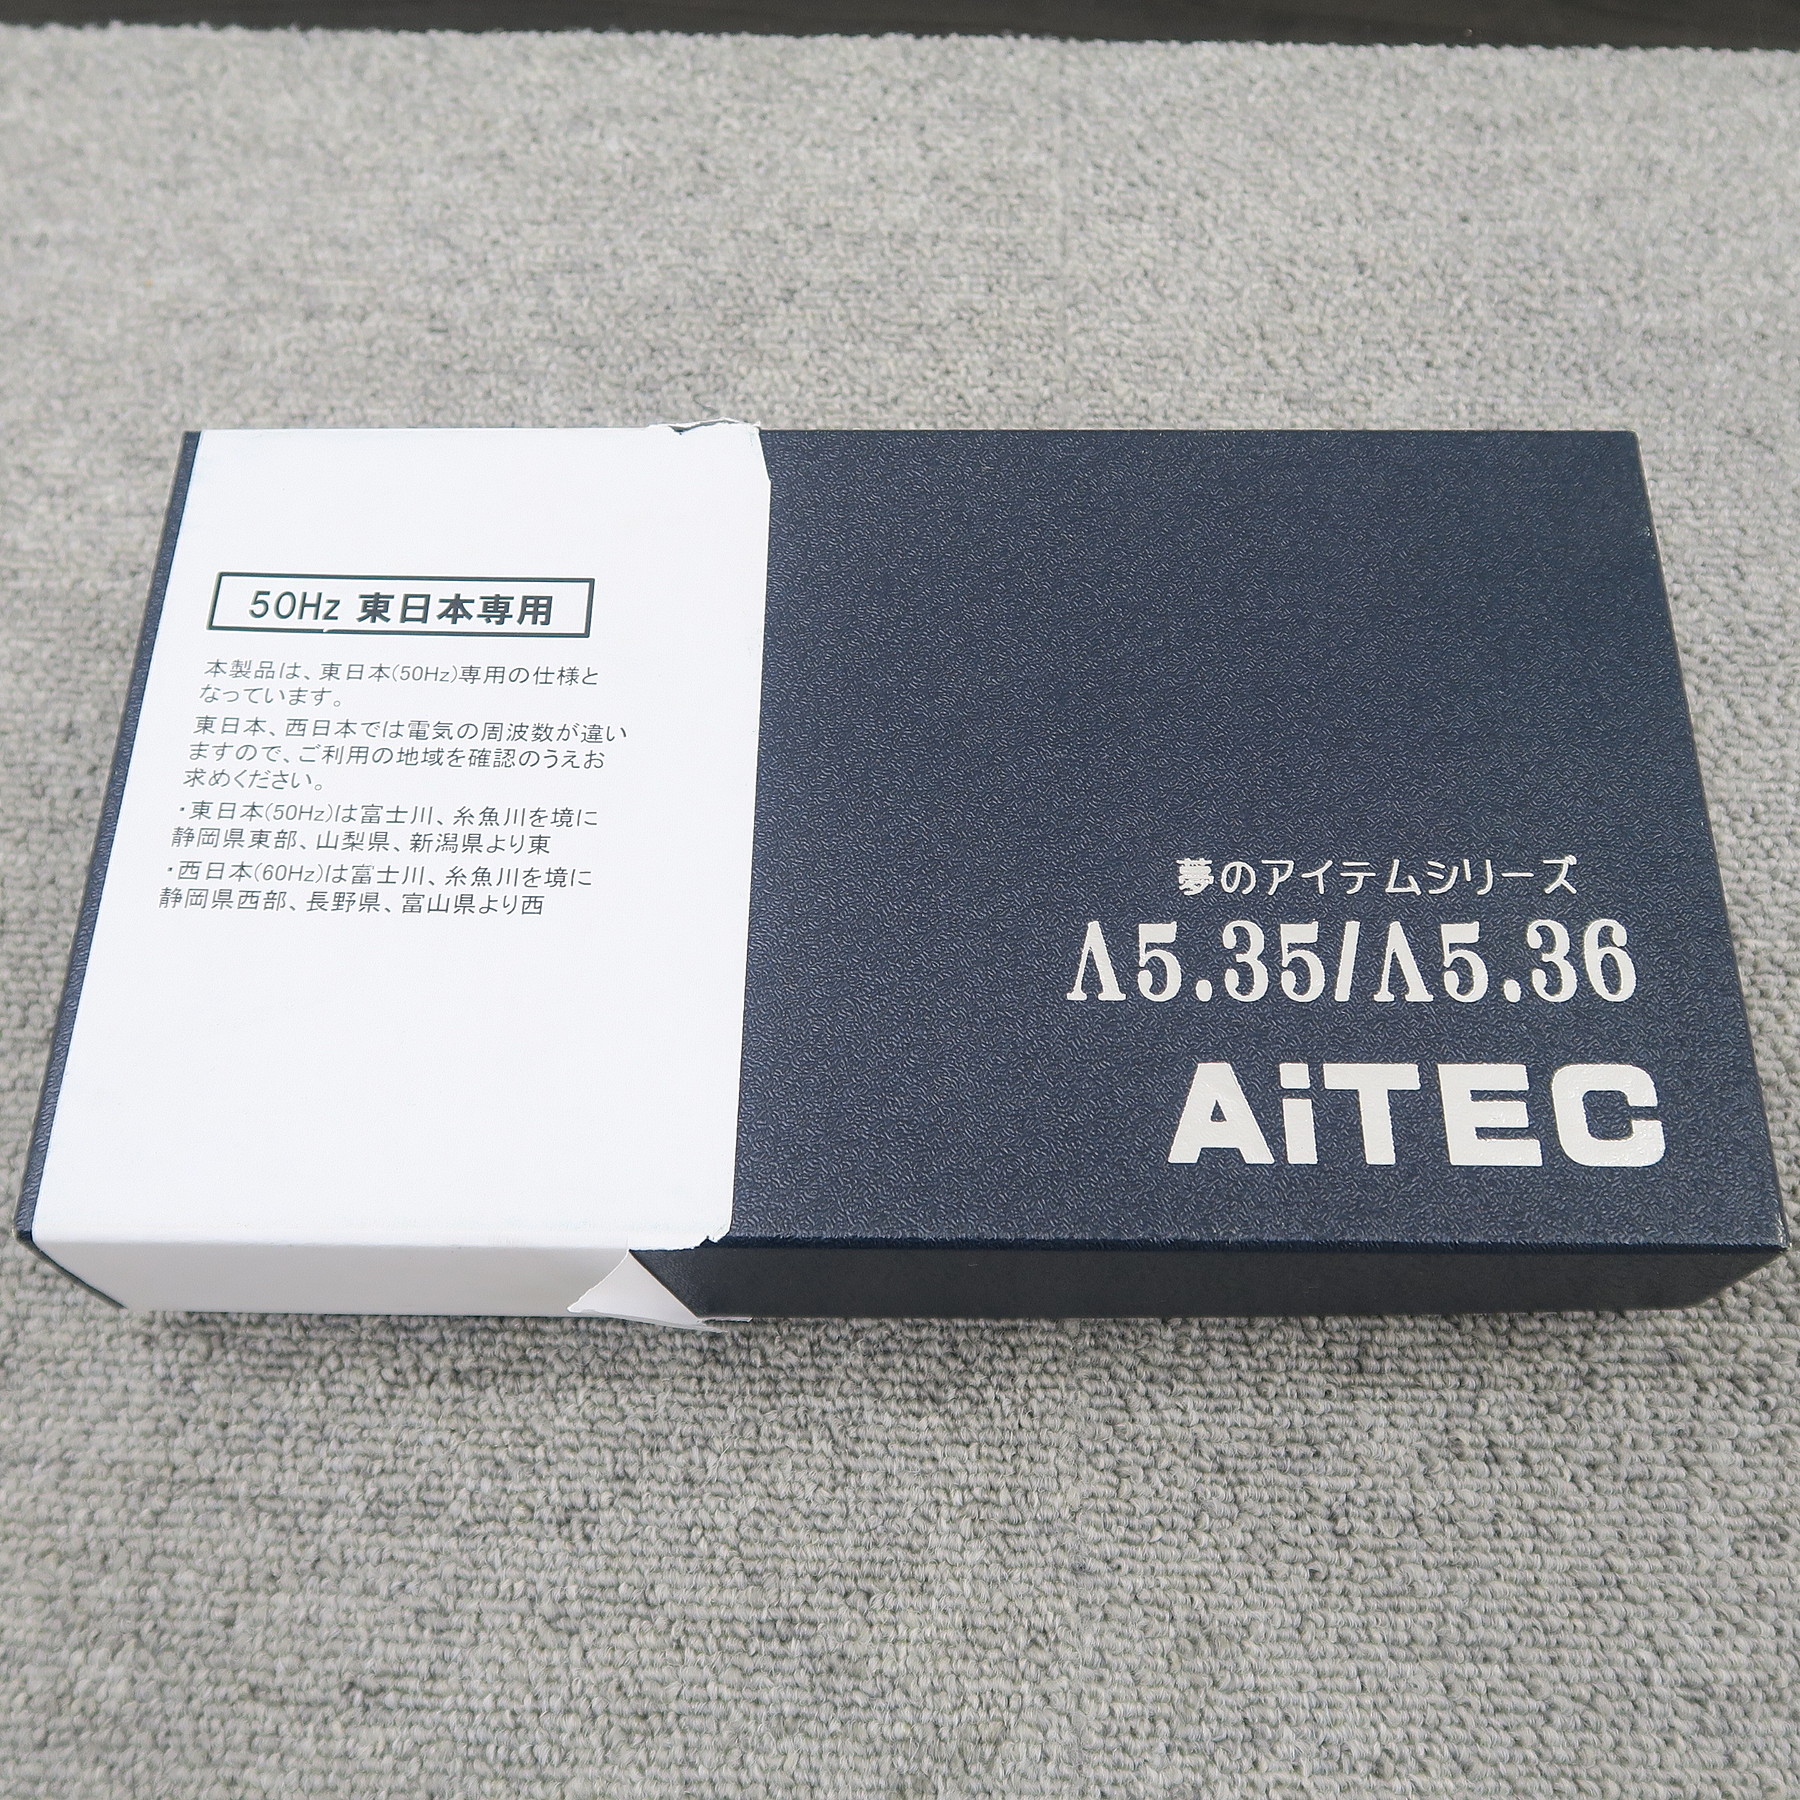 50Hz 東日本専用
本製品は、東日本(50Hz)専用の仕様と
なっています。
東日本、西日本では電気の周波数が違い
ますので、ご利用の地域を確認のうえお
求めください。
・東日本(50Hz)は富士川、糸魚川を境に
静岡県東部、山梨県、新潟県より東
・西日本(60Hz)は富士川、糸魚川を境に
静岡県西部、長野県、富山県より西
夢のアイテムシリーズ
Λ5.35/Λ5.36
AiTEC